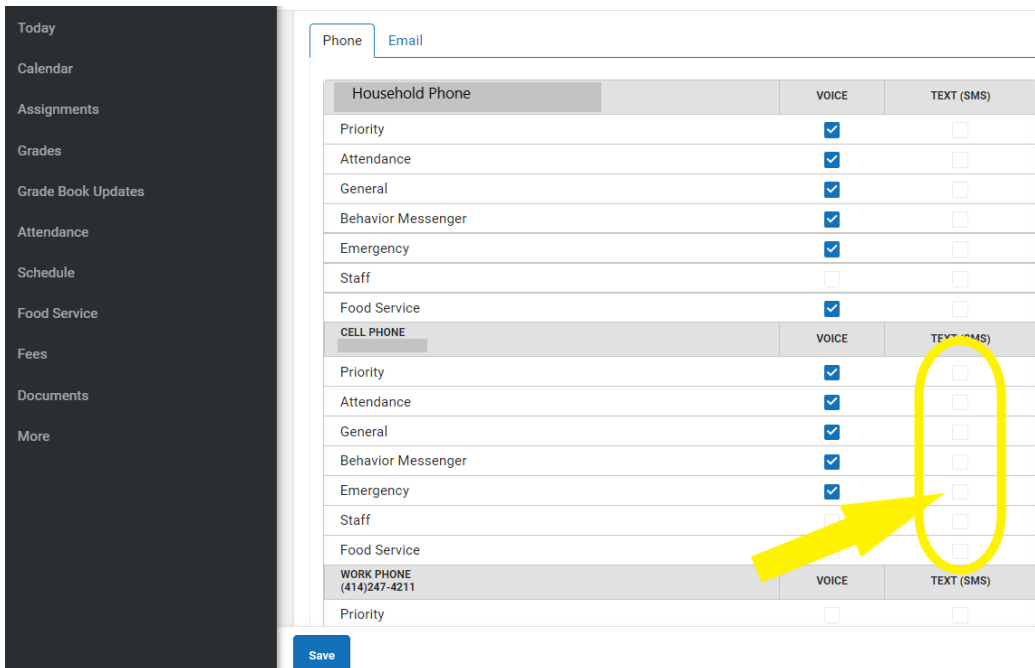 Today
Calendar
Assignments
Grades
Grade Book Updates
Attendance
Schedule
Food Service
Fees
Documents
More
Phone Email
Household Phone VOICE TEXT (SMS)
Priority
Attendance
General
Behavior Messenger
Emergency
Staff
Food Service
CELL PHONE VOICE TEXT (SMS)
Priority
Attendance
General
Behavior Messenger
Emergency
Staff
Food Service
WORK PHONE
(414)247-4211 VOICE TEXT (SMS)
Priority
Save